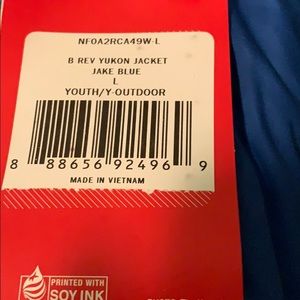 NF0A2RCA49W-L
B REV YUKON JACKET
JAKE BLUE
L
YOUTH/Y-OUTDOOR
8 88656 92496 9
MADE IN VIETNAM
PRINTED WITH
SOY INK